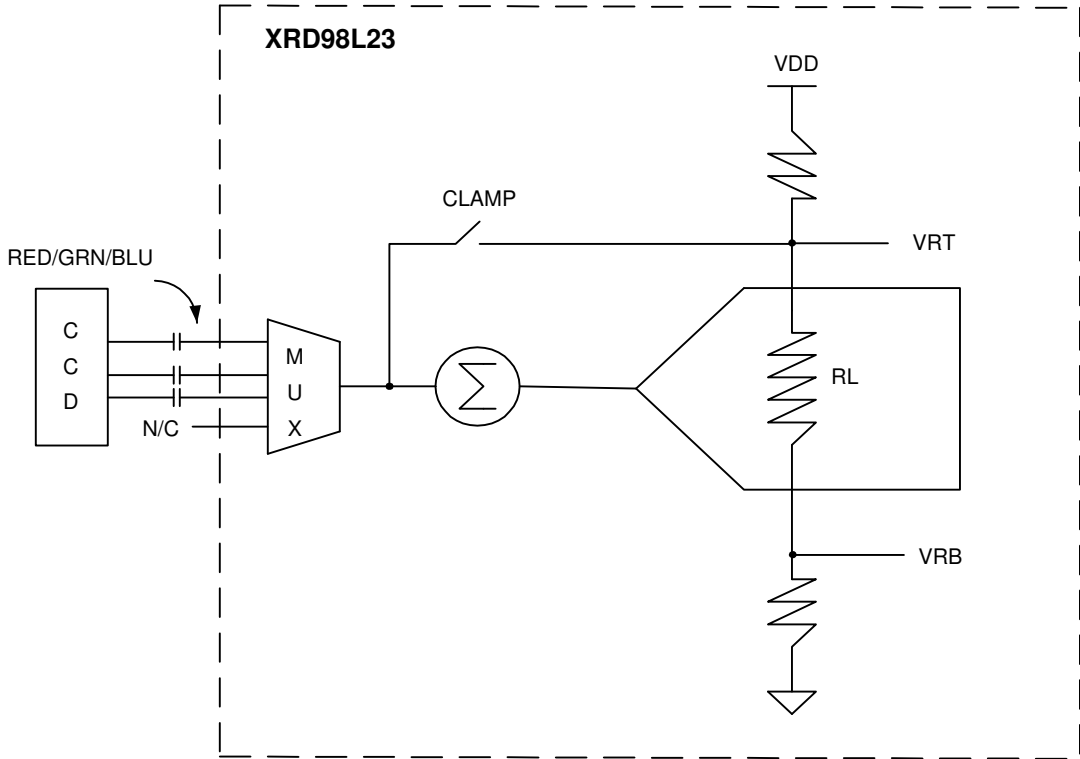 XRD98L23
VDD
CLAMP
VRT
RED/GRN/BLU
C
C
D
M
U
X
N/C
Σ
RL
VRB